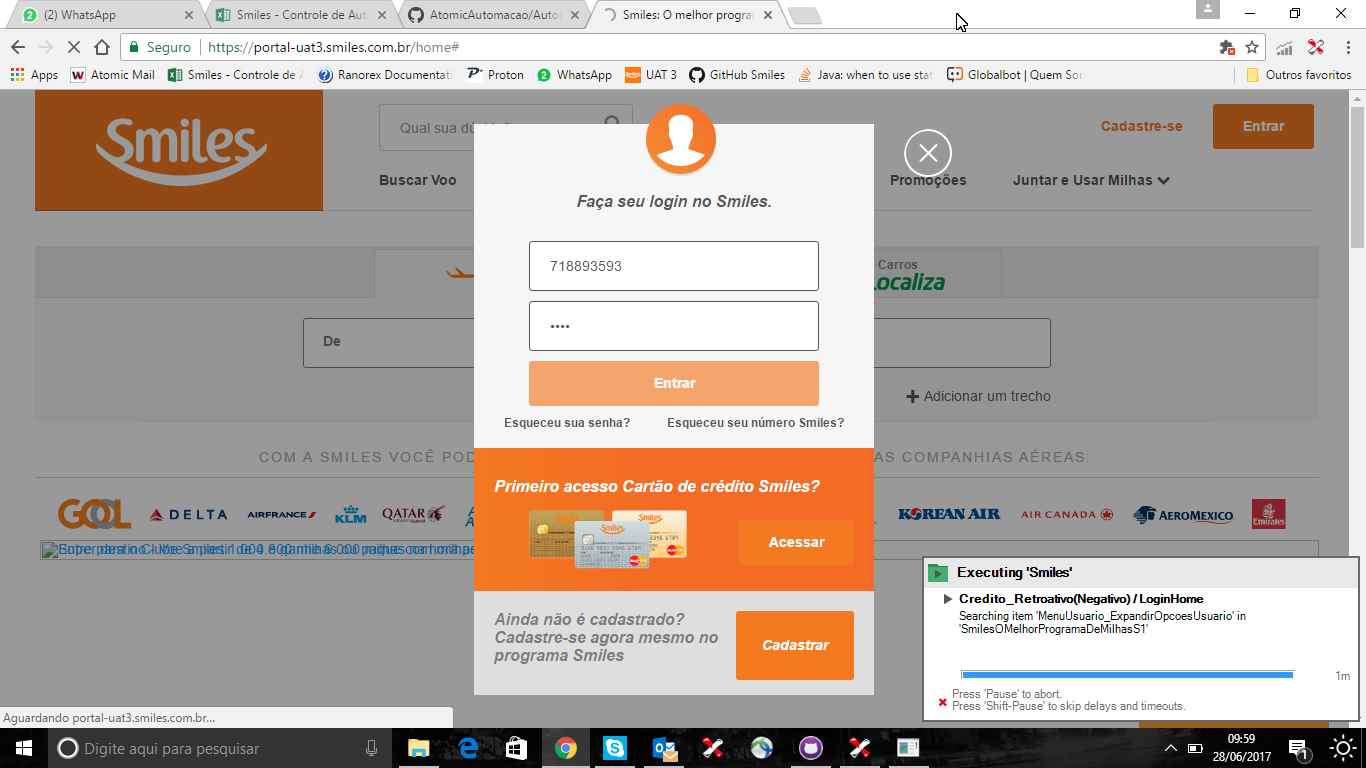 (2) WhatsApp
Smiles - Controle de Aut
AtomicAutomacao/Auto
Smiles: O melhor progra
Seguro
https://portal-uat3.smiles.com.br/home#
Apps
Atomic Mail
Smiles - Controle de A
Ranorex Documentat
Proton
WhatsApp
UAT 3
GitHub Smiles
Java: when to use stat
Globalbot | Quem Som
Outros favoritos
Smiles
Qual sua
Cadastre-se
Entrar
Buscar Voo
Promoções
Juntar e Usar Milhas
Faça seu login no Smiles.
718893593
••••
Entrar
Esqueceu sua senha?
Esqueceu seu número Smiles?
Carros
Localiza
De
Adicionar um trecho
COM A SMILES VOCÊ POD
AS COMPANHIAS AÉREAS:
GOL
DELTA
AIRFRANCE
KLM
QATAR
KOREAN AIR
AIR CANADA
AEROMEXICO
Emirates
Primeiro acesso Cartão de crédito Smiles?
Smiles
Smiles
Smiles
Acessar
Ainda não é cadastrado?
Cadastre-se agora mesmo no
programa Smiles
Cadastrar
Executing 'Smiles'
Credito_Retroativo(Negativo) / LoginHome
Searching item 'MenuUsuario_ExpandirOpcoesUsuario' in
'SmilesOMelhorProgramaDeMilhasS1'
1m
Press 'Pause' to abort.
Press 'Shift-Pause' to skip delays and timeouts.
Aguardando portal-uat3.smiles.com.br...
Digite aqui para pesquisar
09:59
28/06/2017
1